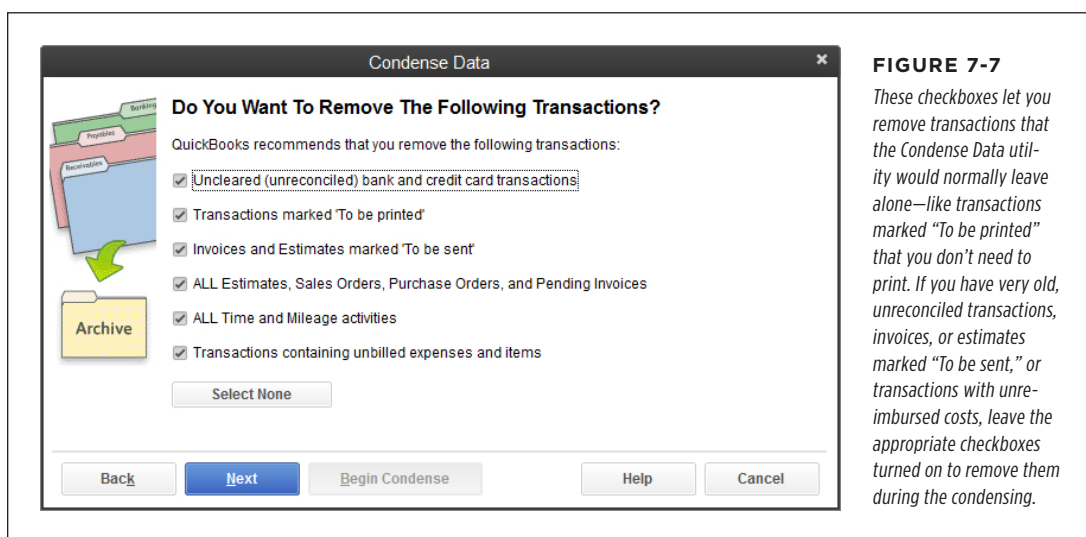 Condense Data
Banking
Payables
Receivables
Archive
Do You Want To Remove The Following Transactions?
QuickBooks recommends that you remove the following transactions:
Uncleared (unreconciled) bank and credit card transactions
Transactions marked 'To be printed'
Invoices and Estimates marked 'To be sent'
ALL Estimates, Sales Orders, Purchase Orders, and Pending Invoices
ALL Time and Mileage activities
Transactions containing unbilled expenses and items
Select None
Back Next Begin Condense Help Cancel
FIGURE 7-7
These checkboxes let you
remove transactions that
the Condense Data util-
ity would normally leave
alone—like transactions
marked “To be printed”
that you don’t need to
print. If you have very old,
unreconciled transactions,
invoices, or estimates
marked “To be sent,” or
transactions with unre-
imbursed costs, leave the
appropriate checkboxes
turned on to remove them
during the condensing.